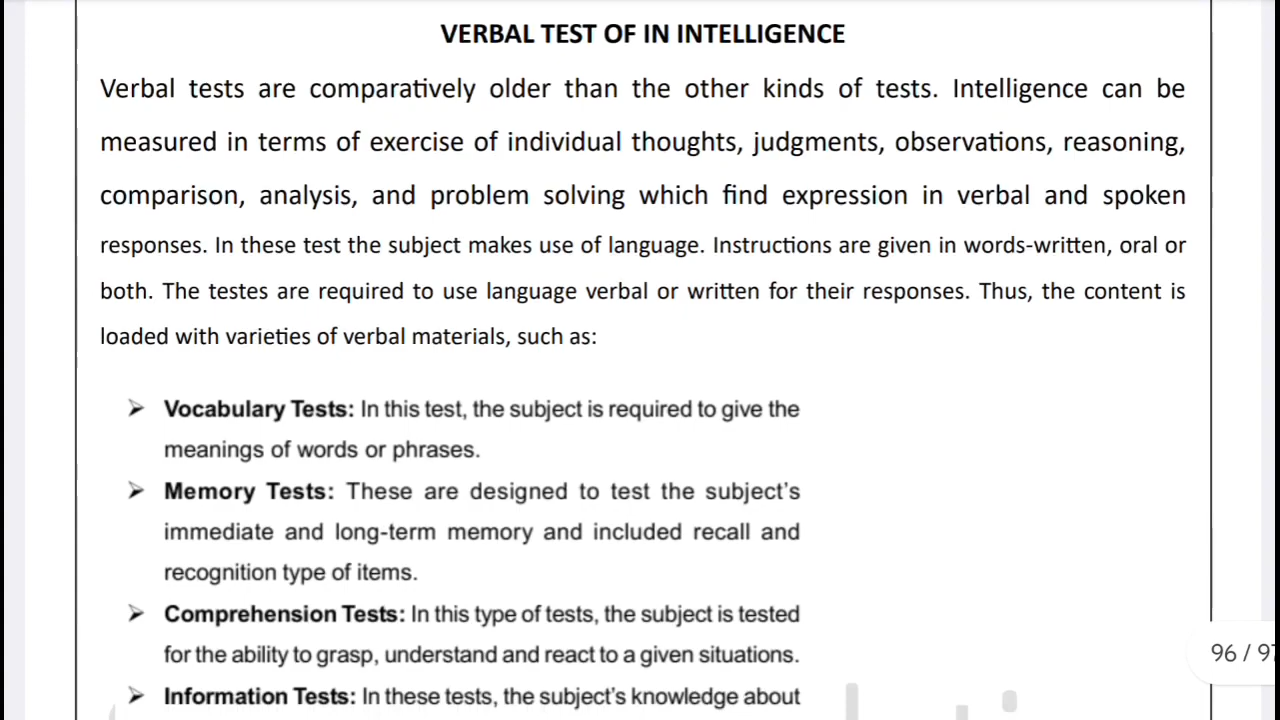 VERBAL TEST OF IN INTELLIGENCE
Verbal tests are comparatively older than the other kinds of tests. Intelligence can be
measured in terms of exercise of individual thoughts, judgments, observations, reasoning,
comparison, analysis, and problem solving which find expression in verbal and spoken
responses. In these test the subject makes use of language. Instructions are given in words-written, oral or
both. The testes are required to use language verbal or written for their responses. Thus, the content is
loaded with varieties of verbal materials, such as:
➢ Vocabulary Tests: In this test, the subject is required to give the
meanings of words or phrases.
➢ Memory Tests: These are designed to test the subject's
immediate and long-term memory and included recall and
recognition type of items.
➢ Comprehension Tests: In this type of tests, the subject is tested
for the ability to grasp, understand and react to a given situations.
➢ Information Tests: In these tests, the subject's knowledge about
96 / 97